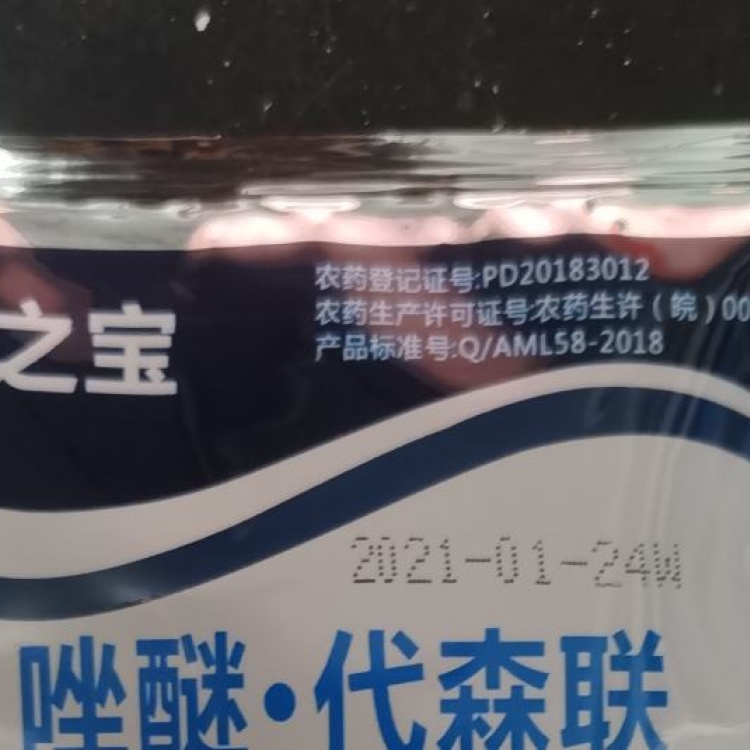 农药登记证号:PD20183012
农药生产许可证号:农药生许（皖）00
产品标准号:Q/AML58-2018
之宝
2021-01-24W
唑醚·代森联